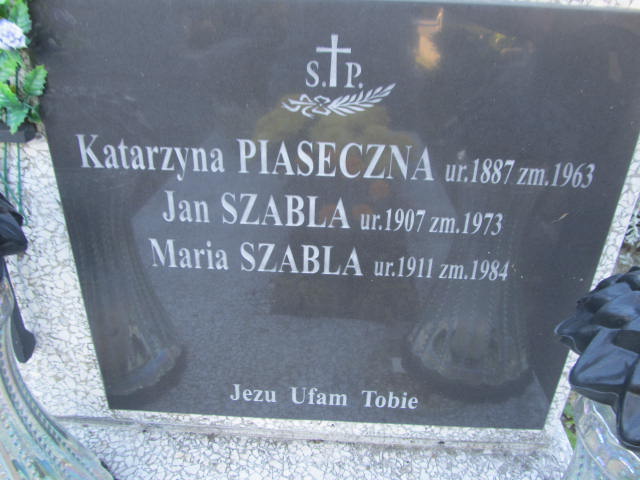 S.P.
Katarzyna PIASECZNA ur.1887 zm.1963
Jan SZABLA ur.1907 zm.1973
Maria SZABLA ur.1911 zm.1984
Jezu Ufam Tobie